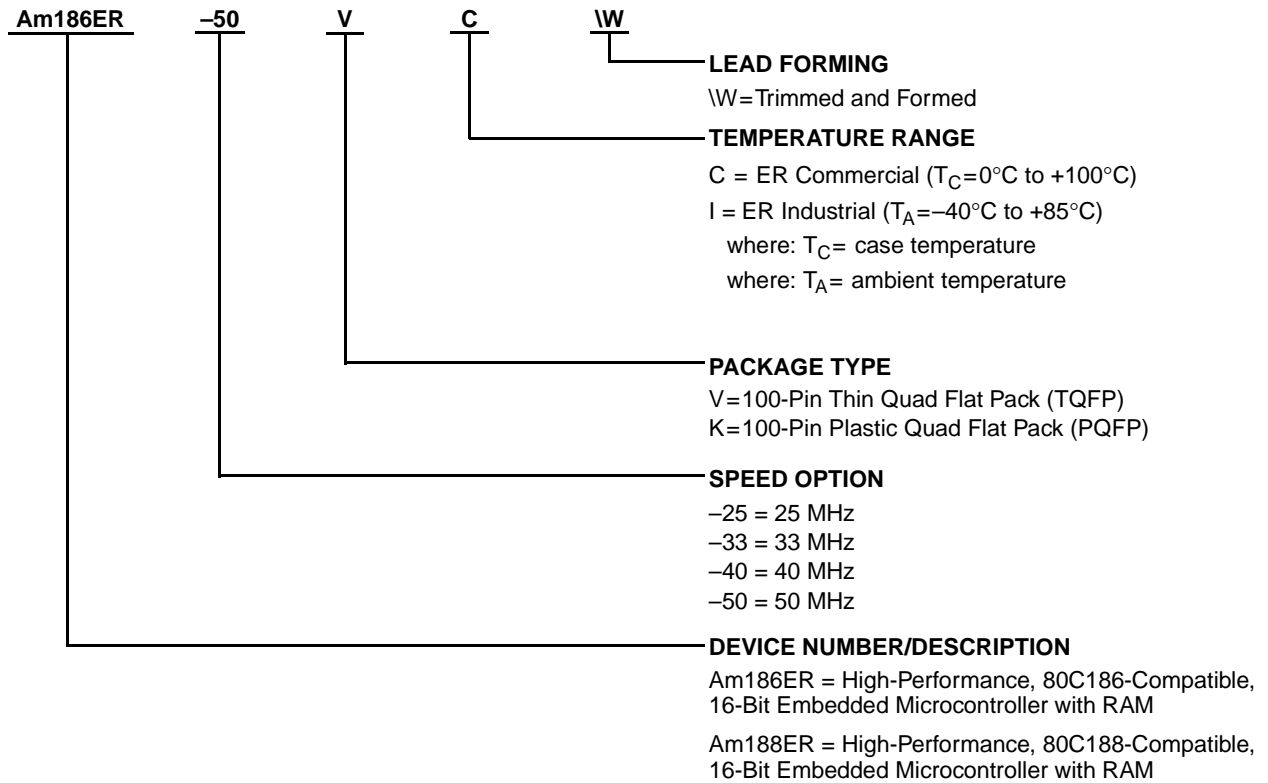 Am186ER –50 V C \W
LEAD FORMING
\W=Trimmed and Formed
TEMPERATURE RANGE
C = ER Commercial (TC=0°C to +100°C)
I = ER Industrial (TA=–40°C to +85°C)
where: TC= case temperature
where: TA= ambient temperature
PACKAGE TYPE
V=100-Pin Thin Quad Flat Pack (TQFP)
K=100-Pin Plastic Quad Flat Pack (PQFP)
SPEED OPTION
–25 = 25 MHz
–33 = 33 MHz
–40 = 40 MHz
–50 = 50 MHz
DEVICE NUMBER/DESCRIPTION
Am186ER = High-Performance, 80C186-Compatible,
16-Bit Embedded Microcontroller with RAM
Am188ER = High-Performance, 80C188-Compatible,
16-Bit Embedded Microcontroller with RAM